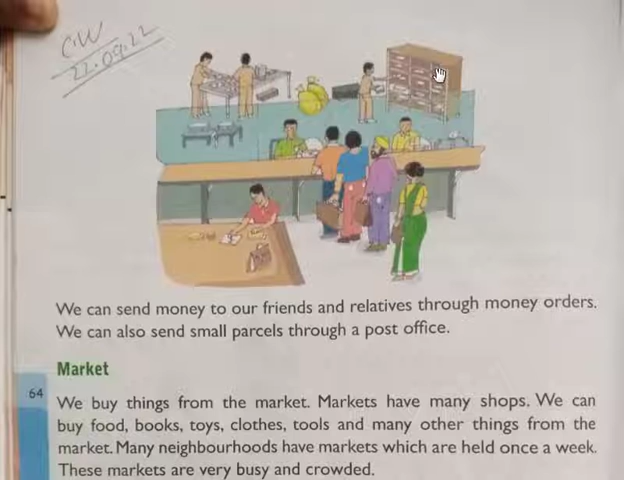 C.W
22.09.22
We can send money to our friends and relatives through money orders.
We can also send small parcels through a post office.
Market
64
We buy things from the market. Markets have many shops. We can
buy food, books, toys, clothes, tools and many other things from the
market. Many neighbourhoods have markets which are held once a week.
These markets are very busy and crowded.